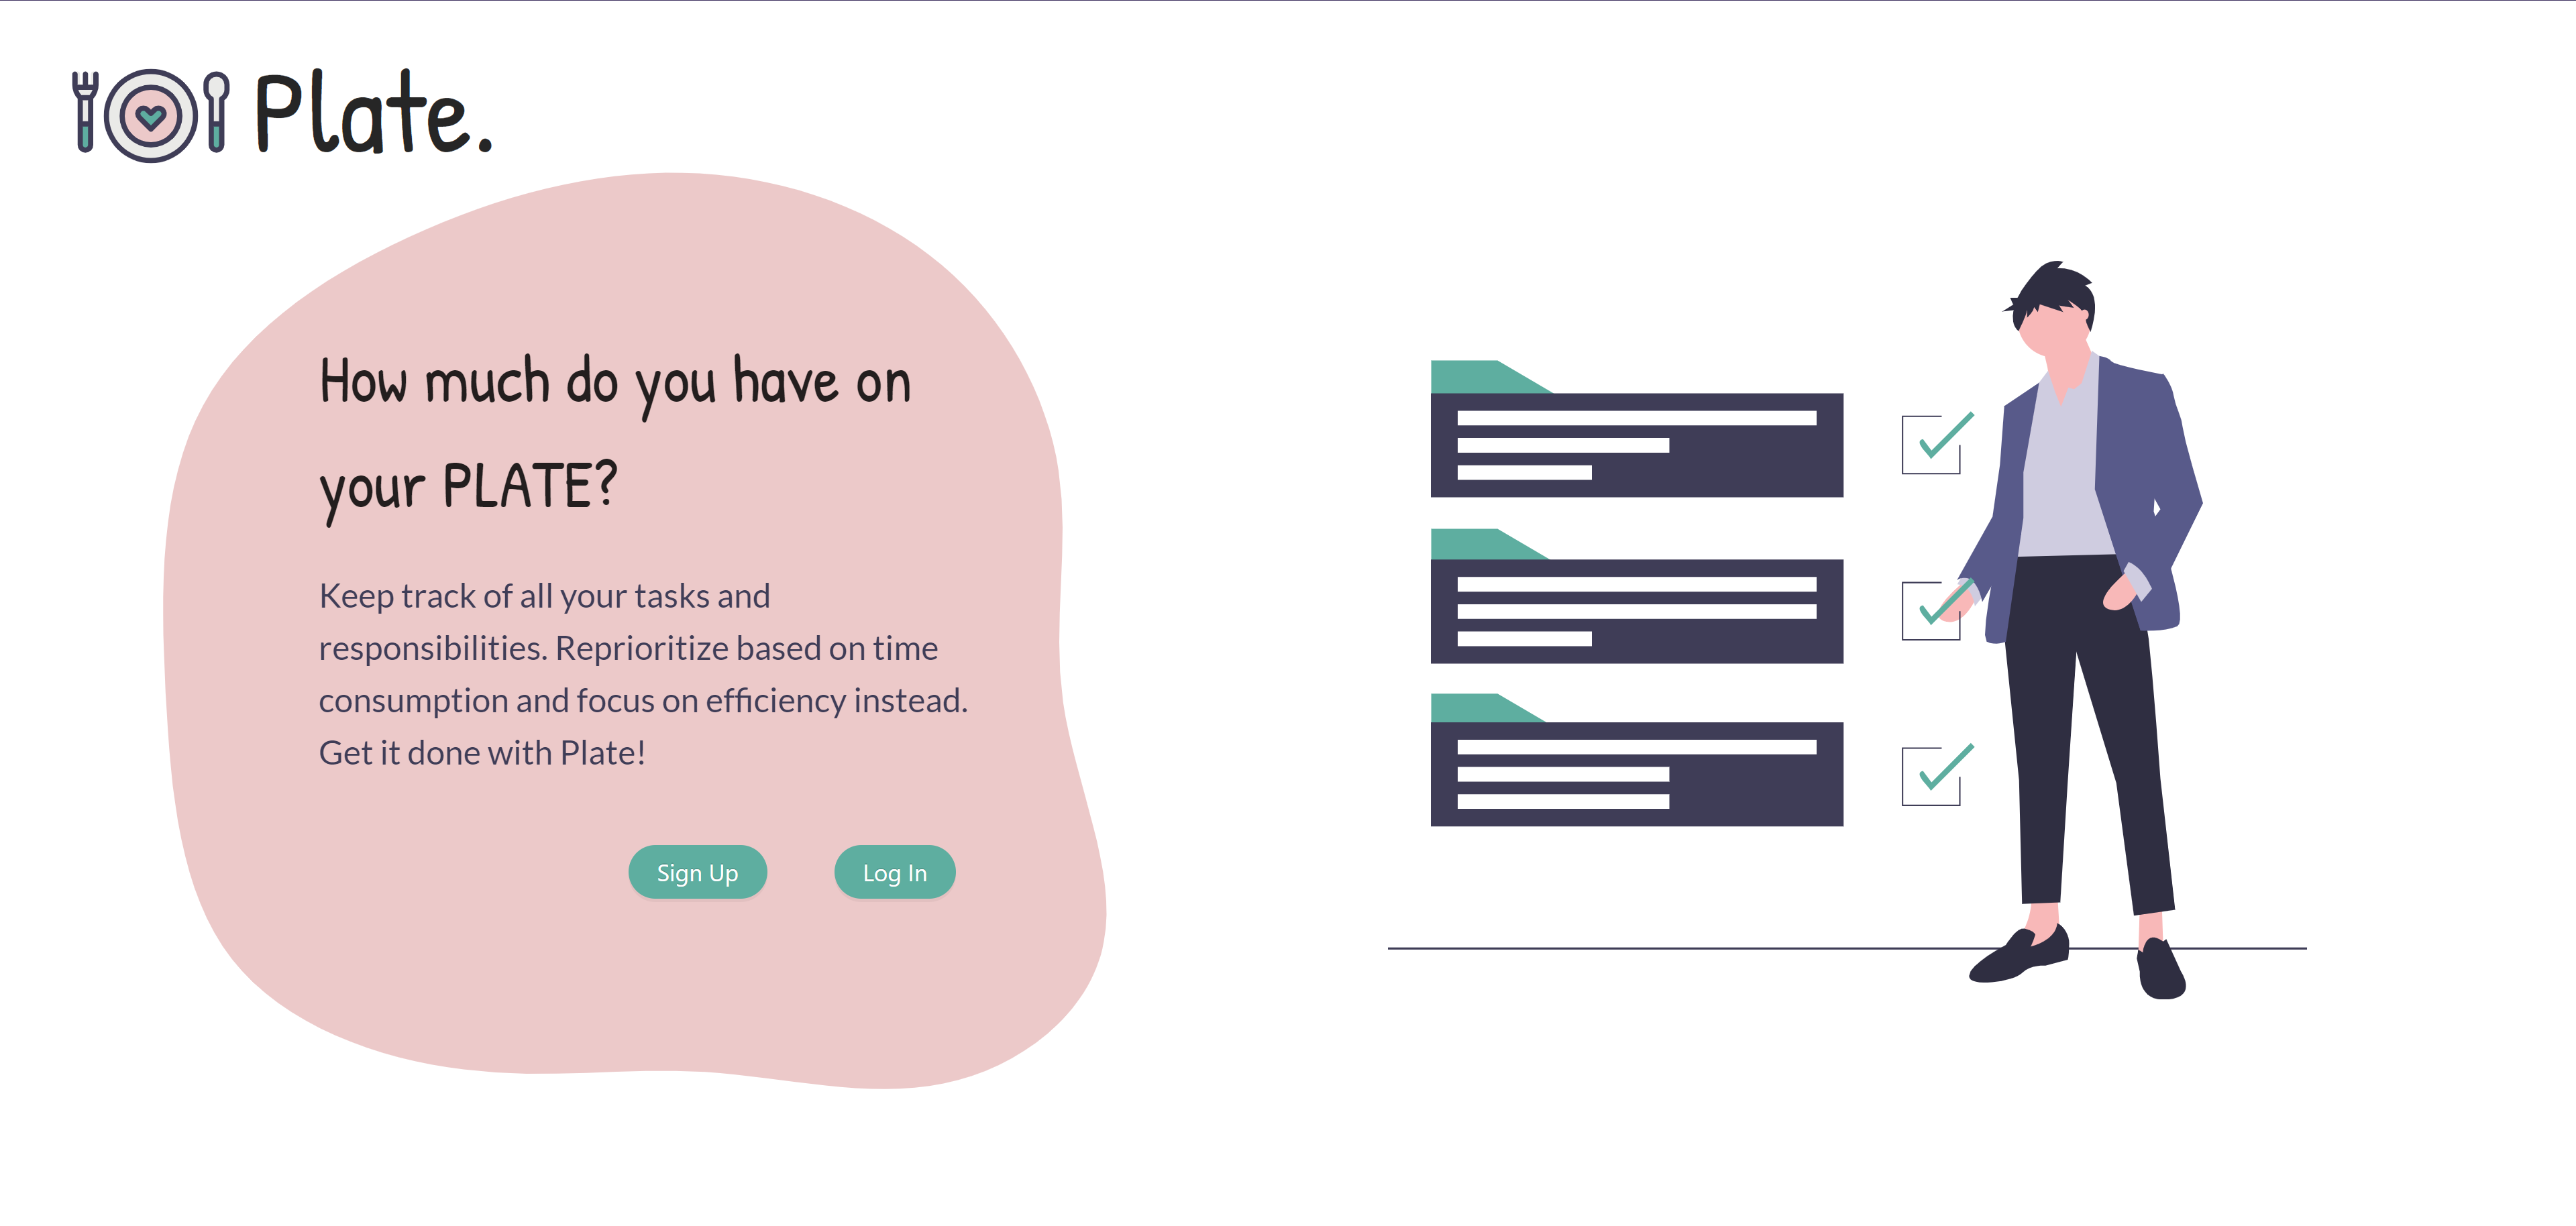 Plate.
How much do you have on
your PLATE?
Keep track of all your tasks and
responsibilities. Reprioritize based on time
consumption and focus on efficiency instead.
Get it done with Plate!
Sign Up
Log In